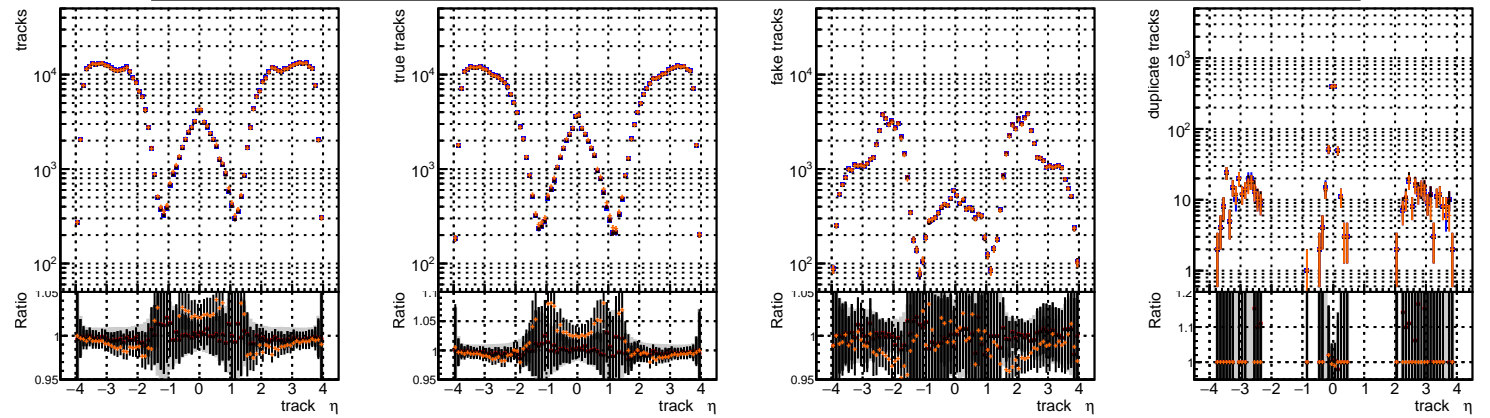 tracks
10^4
10^3
10^2
Ratio
1.05
1
0.95
−4 −3 −2 −1 0 1 2 3 4
track η
true tracks
10^4
10^3
10^2
Ratio
1.1
1.05
1
0.95
−4 −3 −2 −1 0 1 2 3 4
track η
fake tracks
10^4
10^3
10^2
Ratio
1.05
1
0.95
−4 −3 −2 −1 0 1 2 3 4
track η
duplicate tracks
10^3
10^2
10
1
Ratio
1.2
1.1
1
−4 −3 −2 −1 0 1 2 3 4
track η